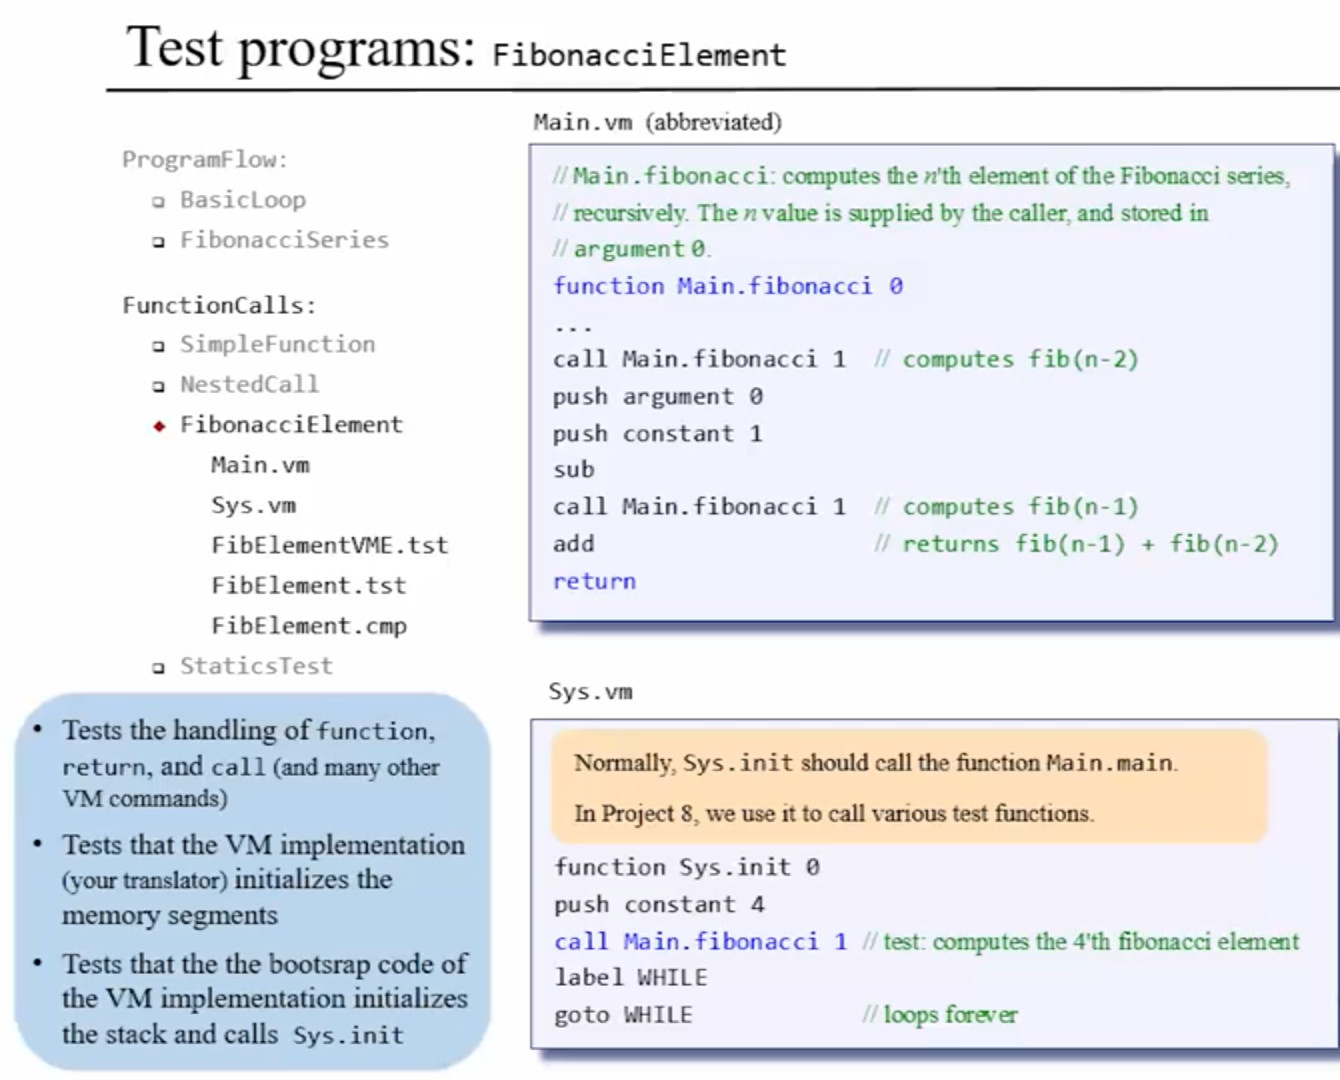 Test programs: FibonacciElement
ProgramFlow:
BasicLoop
FibonacciSeries
FunctionCalls:
SimpleFunction
NestedCall
FibonacciElement
Main.vm
Sys.vm
FibElementVME.tst
FibElement.tst
FibElement.cmp
StaticsTest
• Tests the handling of function,
return, and call (and many other
VM commands)
• Tests that the VM implementation
(your translator) initializes the
memory segments
• Tests that the the bootsrap code of
the VM implementation initializes
the stack and calls Sys.init
Main.vm (abbreviated)
// Main.fibonacci: computes the n'th element of the Fibonacci series,
// recursively. The n value is supplied by the caller, and stored in
// argument 0.
function Main.fibonacci 0
...
call Main.fibonacci 1 // computes fib(n-2)
push argument 0
push constant 1
sub
call Main.fibonacci 1 // computes fib(n-1)
add // returns fib(n-1) + fib(n-2)
return
Sys.vm
Normally, Sys.init should call the function Main.main.
In Project 8, we use it to call various test functions.
function Sys.init 0
push constant 4
call Main.fibonacci 1 // test: computes the 4'th fibonacci element
label WHILE
goto WHILE // loops forever